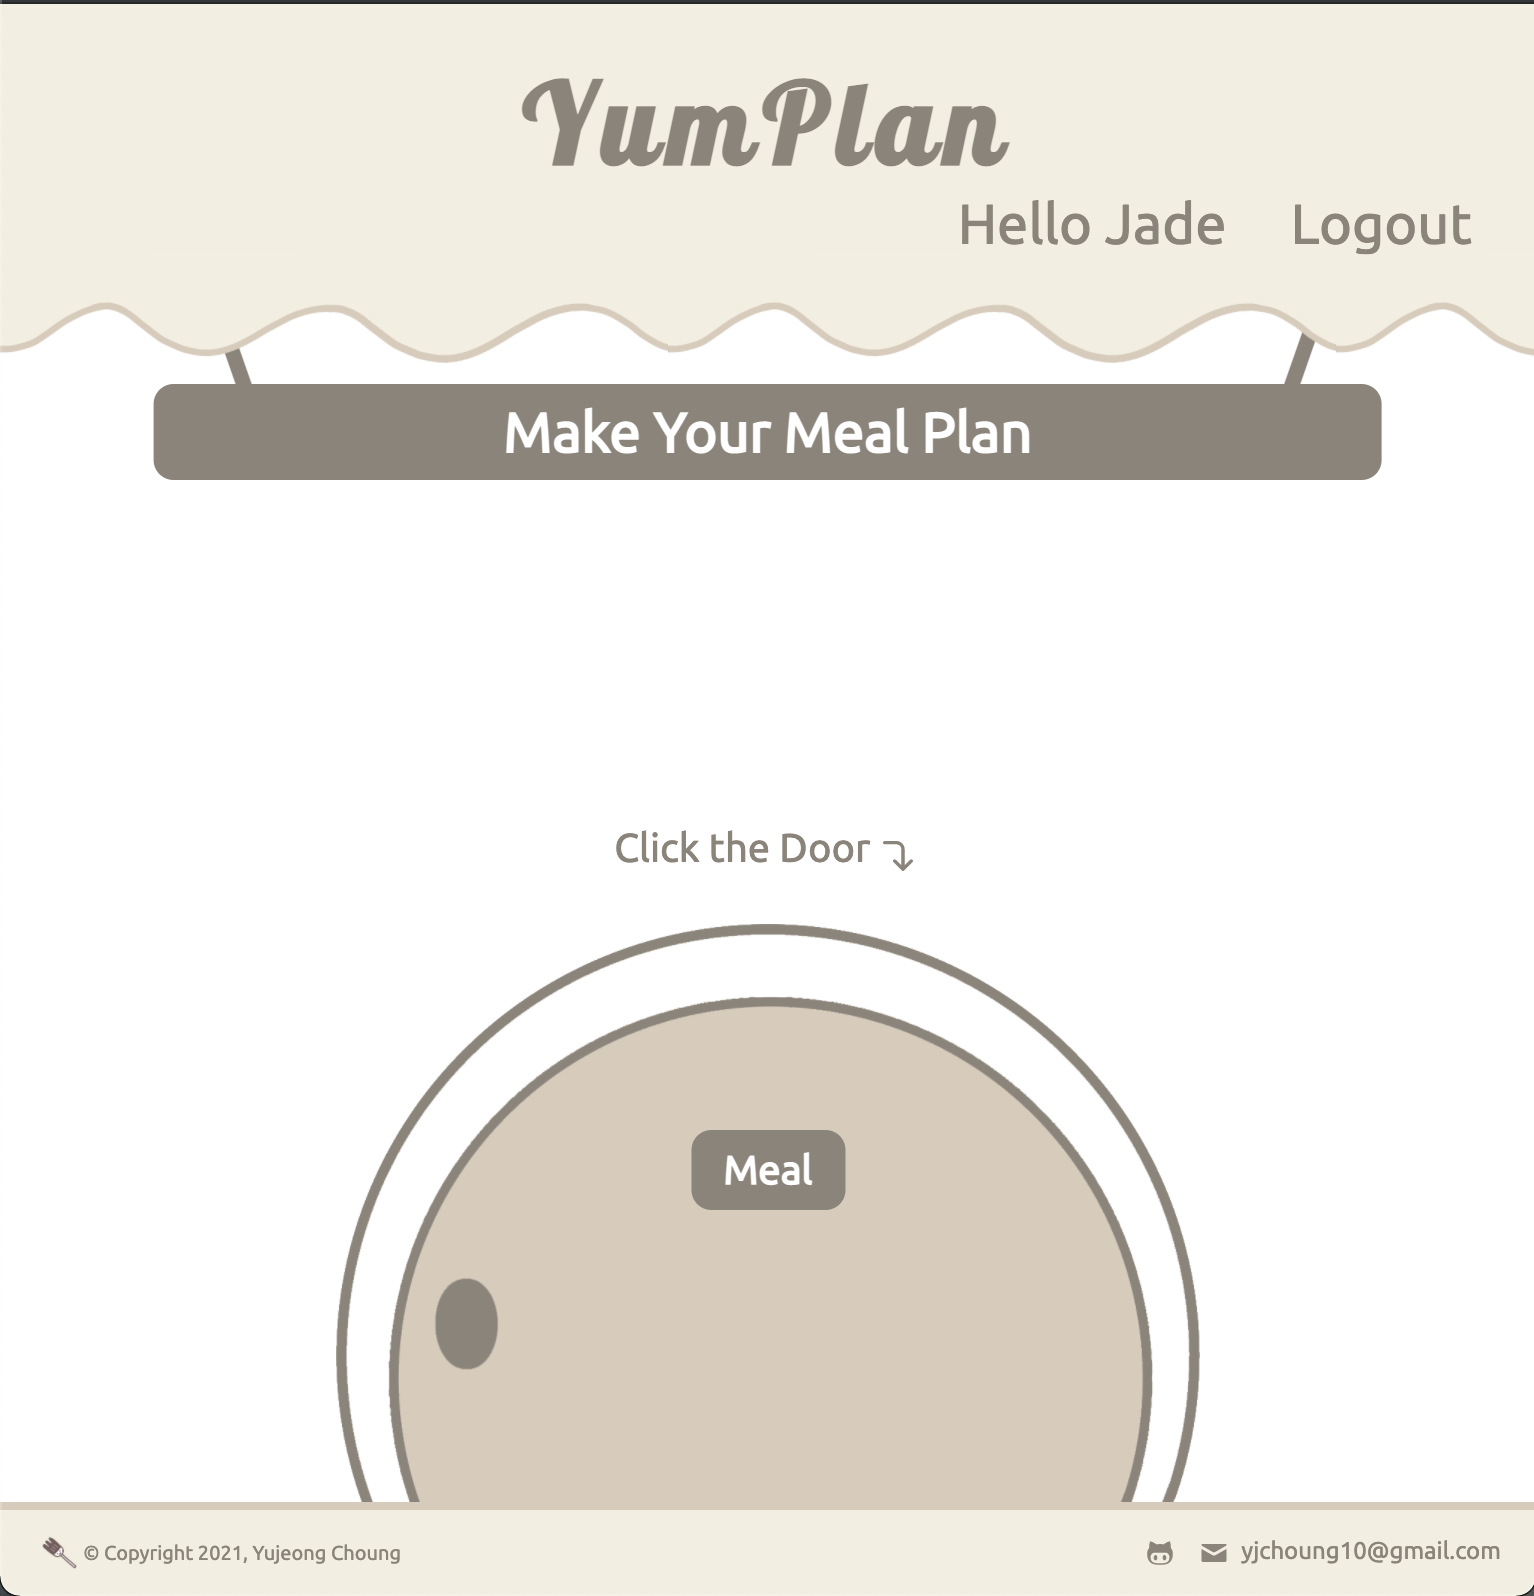 YumPlan
Hello Jade Logout
Make Your Meal Plan
Click the Door
Meal
© Copyright 2021, Yujeong Choung
yjchoung10@gmail.com